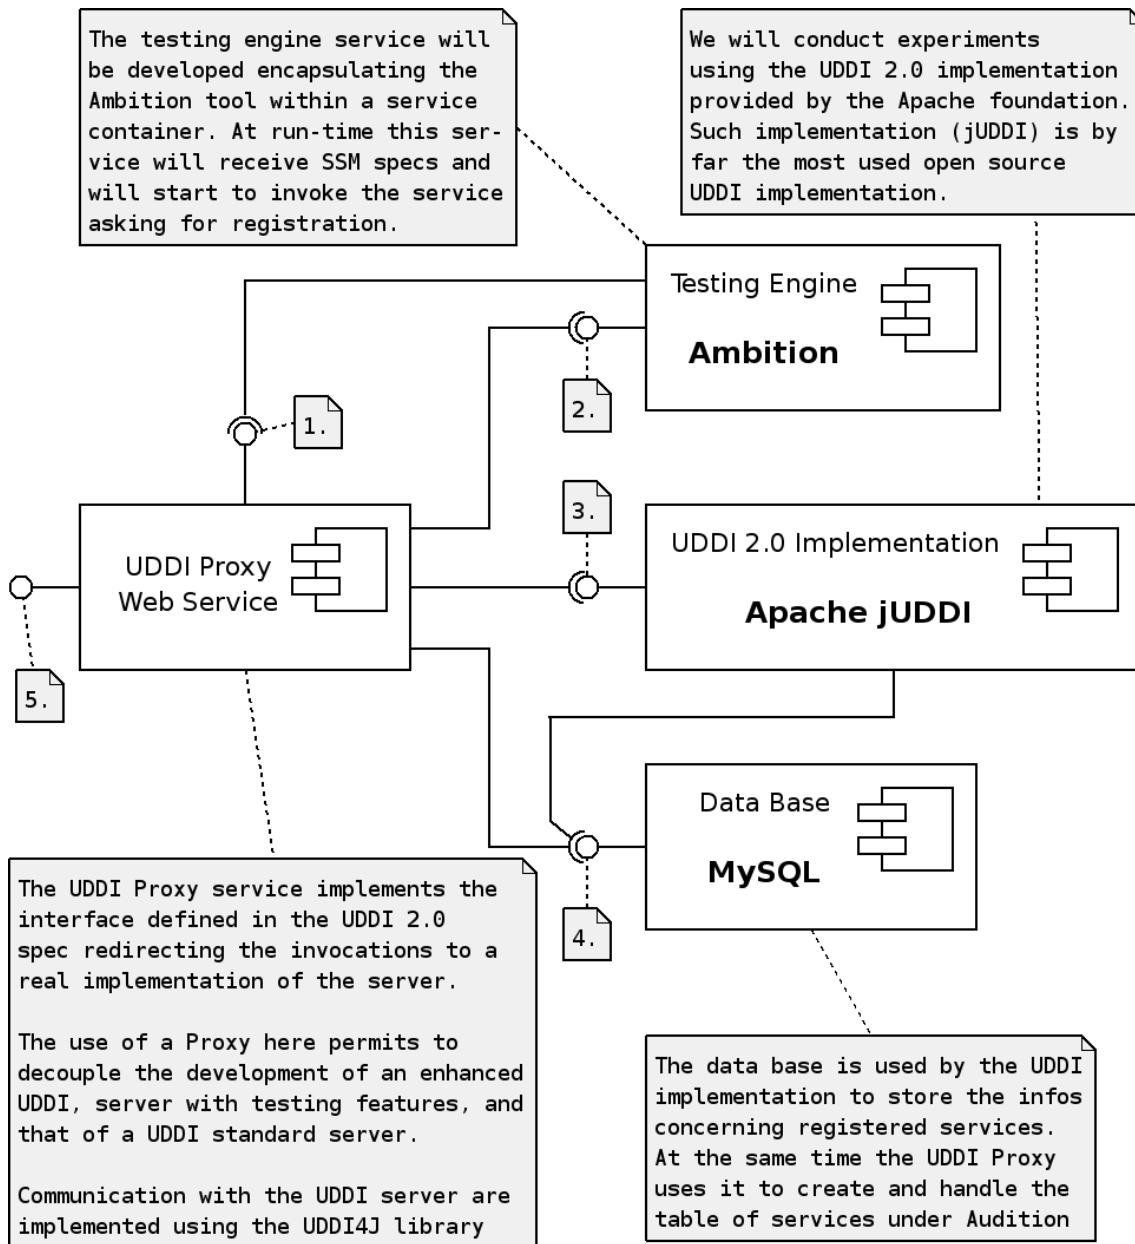 The testing engine service will
be developed encapsulating the
Ambition tool within a service
container. At run-time this ser-
vice will receive SSM specs and
will start to invoke the service
asking for registration.
We will conduct experiments
using the UDDI 2.0 implementation
provided by the Apache foundation.
Such implementation (jUDDI) is by
far the most used open source
UDDI implementation.
Testing Engine
Ambition
2.
1.
3.
UDDI Proxy
Web Service
UDDI 2.0 Implementation
Apache jUDDI
5.
Data Base
MySQL
4.
The UDDI Proxy service implements the
interface defined in the UDDI 2.0
spec redirecting the invocations to a
real implementation of the server.
The use of a Proxy here permits to
decouple the development of an enhanced
UDDI, server with testing features, and
that of a UDDI standard server.
Communication with the UDDI server are
implemented using the UDDI4J library
The data base is used by the UDDI
implementation to store the infos
concerning registered services.
At the same time the UDDI Proxy
uses it to create and handle the
table of services under Audition